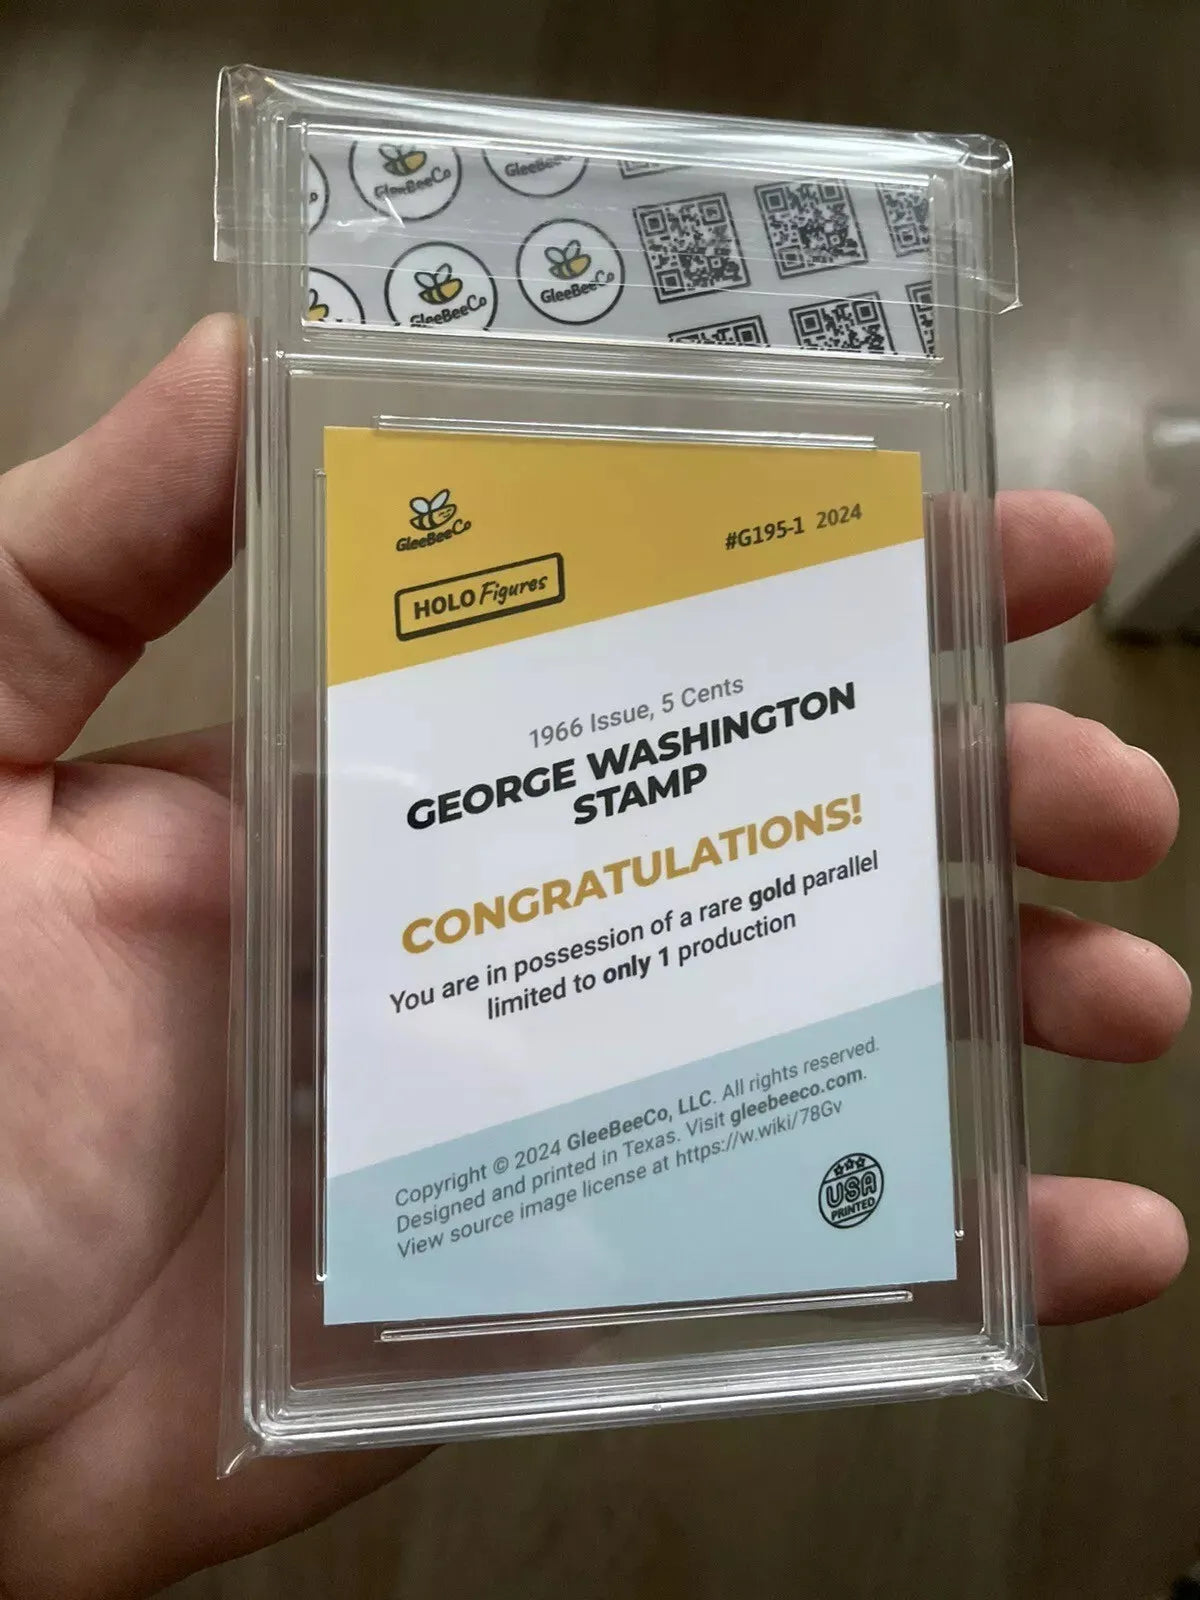 GleeBeeCo
GleeBeeCo
GleeBeeCo
GleeBeeCo
GleeBeeCo
#G195-1 2024
HOLO Figures
1966 Issue, 5 Cents
GEORGE WASHINGTON
STAMP
CONGRATULATIONS!
You are in possession of a rare gold parallel
limited to only 1 production
Copyright © 2024 GleeBeeCo, LLC. All rights reserved.
Designed and printed in Texas. Visit gleebeeco.com.
View source image license at https://w.wiki/78Gv
USA
PRINTED